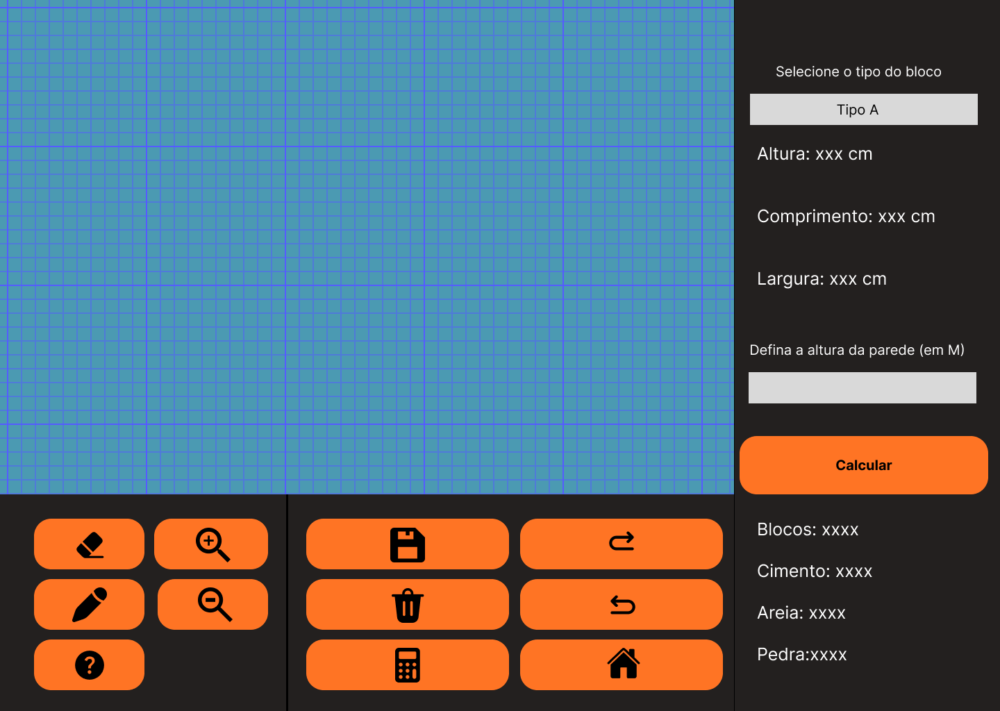 Selecione o tipo do bloco
Tipo A
Altura: xxx cm
Comprimento: xxx cm
Largura: xxx cm
Defina a altura da parede (em M)
Calcular
Blocos: xxxx
Cimento: xxxx
Areia: xxxx
Pedra:xxxx